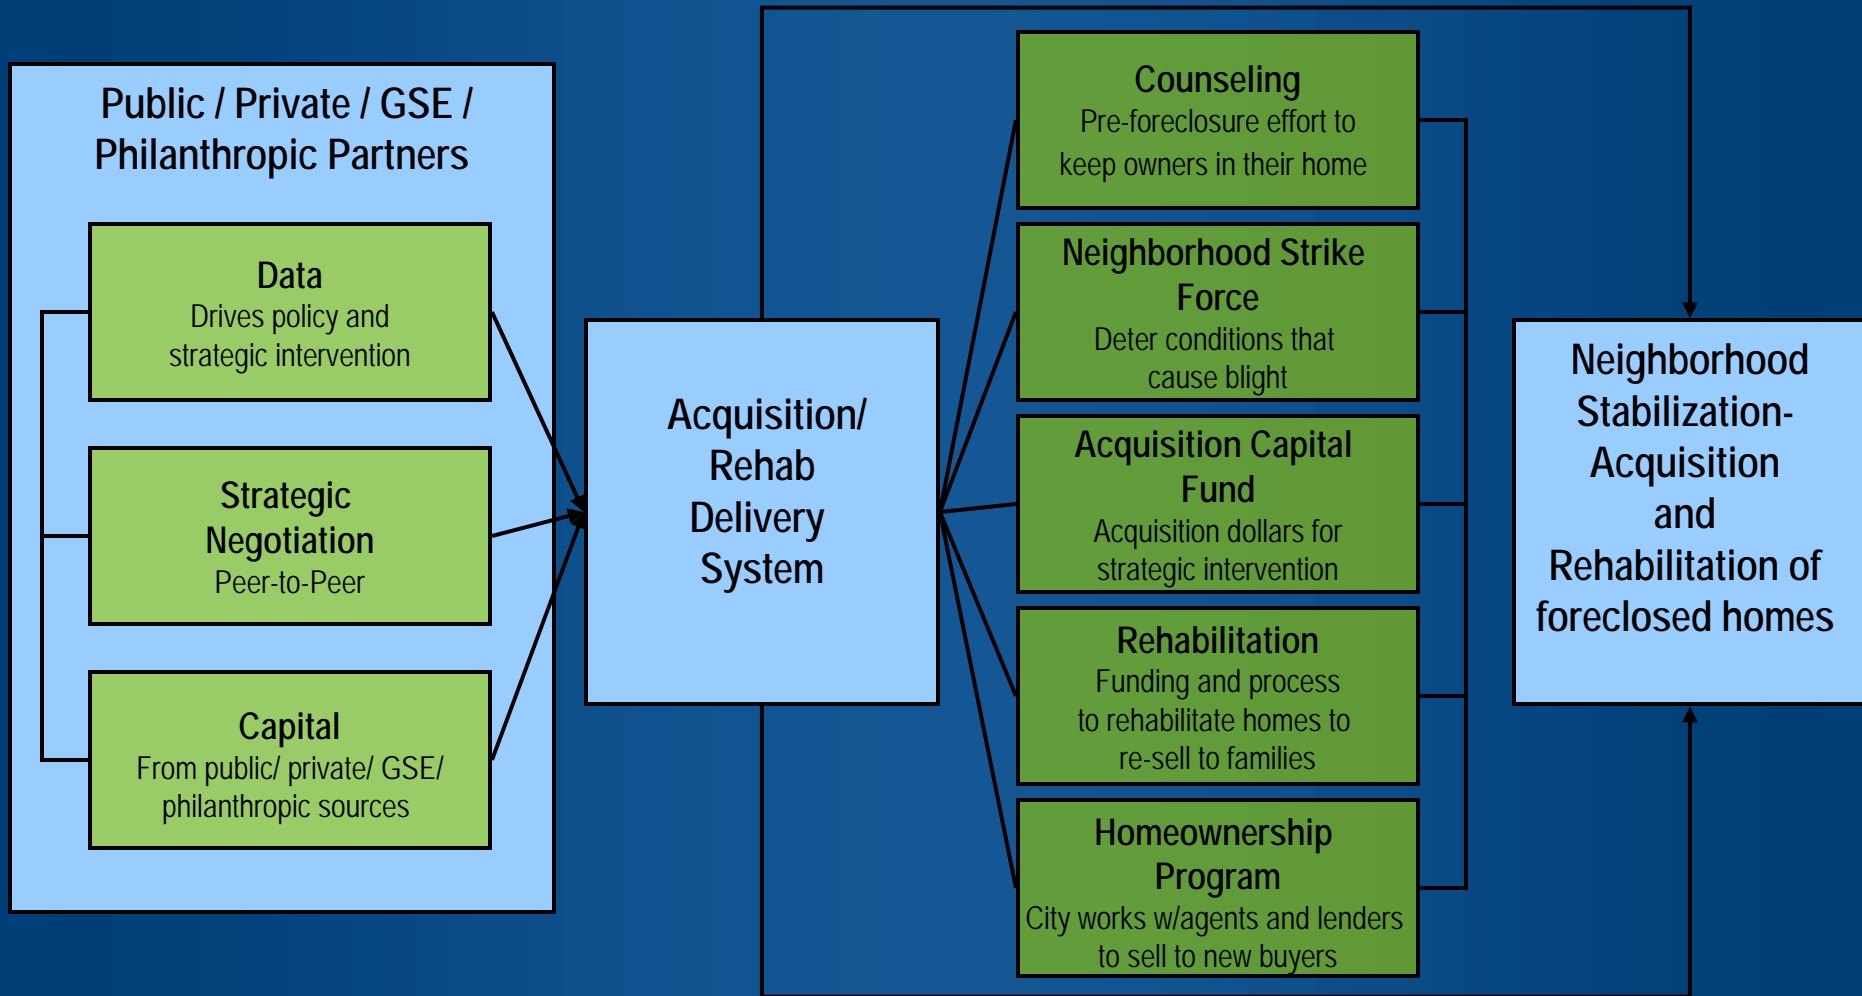 Public / Private / GSE /
Philanthropic Partners
Data
Drives policy and
strategic intervention
Strategic
Negotiation
Peer-to-Peer
Capital
From public/ private/ GSE/
philanthropic sources
Acquisition/
Rehab
Delivery
System
Counseling
Pre-foreclosure effort to
keep owners in their home
Neighborhood Strike
Force
Deter conditions that
cause blight
Acquisition Capital
Fund
Acquisition dollars for
strategic intervention
Rehabilitation
Funding and process
to rehabilitate homes to
re-sell to families
Homeownership
Program
City works w/agents and lenders
to sell to new buyers
Neighborhood
Stabilization-
Acquisition
and
Rehabilitation of
foreclosed homes